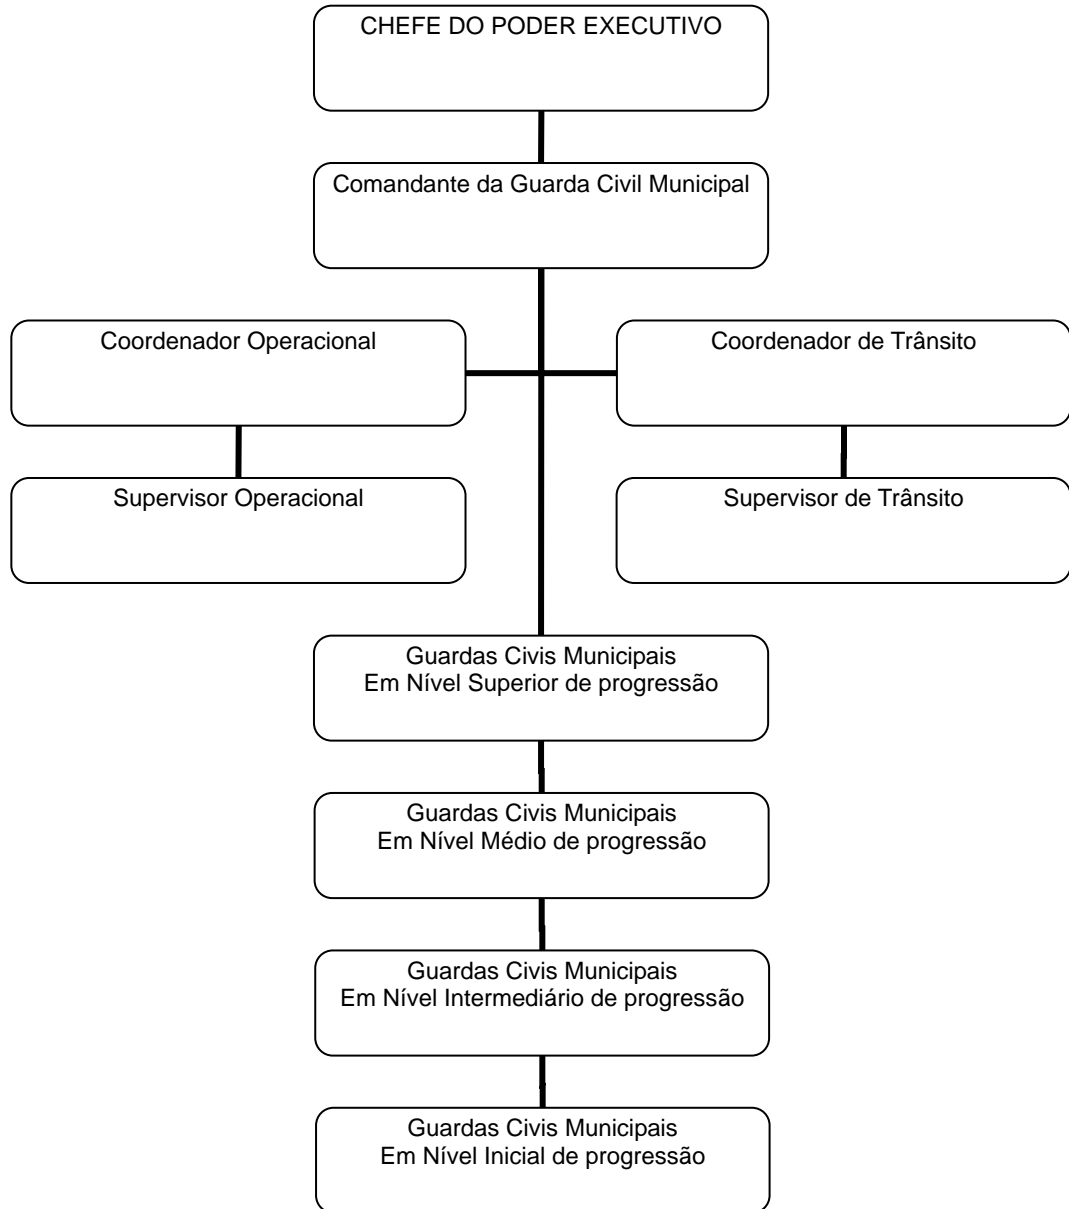 CHEFE DO PODER EXECUTIVO
Comandante da Guarda Civil Municipal
Coordenador Operacional
Coordenador de Trânsito
Supervisor Operacional
Supervisor de Trânsito
Guardas Civis Municipais
Em Nível Superior de progressão
Guardas Civis Municipais
Em Nível Médio de progressão
Guardas Civis Municipais
Em Nível Intermediário de progressão
Guardas Civis Municipais
Em Nível Inicial de progressão